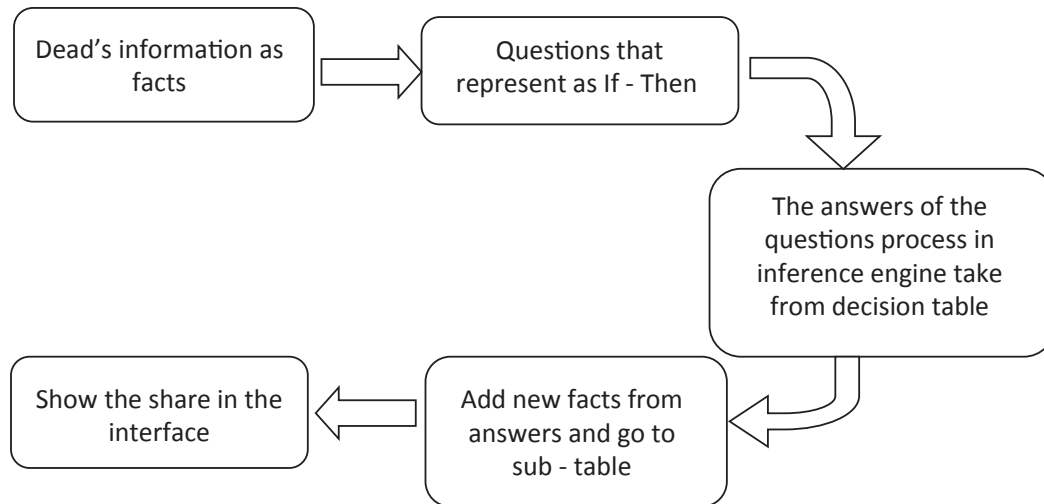 Dead’s information as
facts
Questions that
represent as If - Then
The answers of the
questions process in
inference engine take
from decision table
Add new facts from
answers and go to
sub - table
Show the share in the
interface